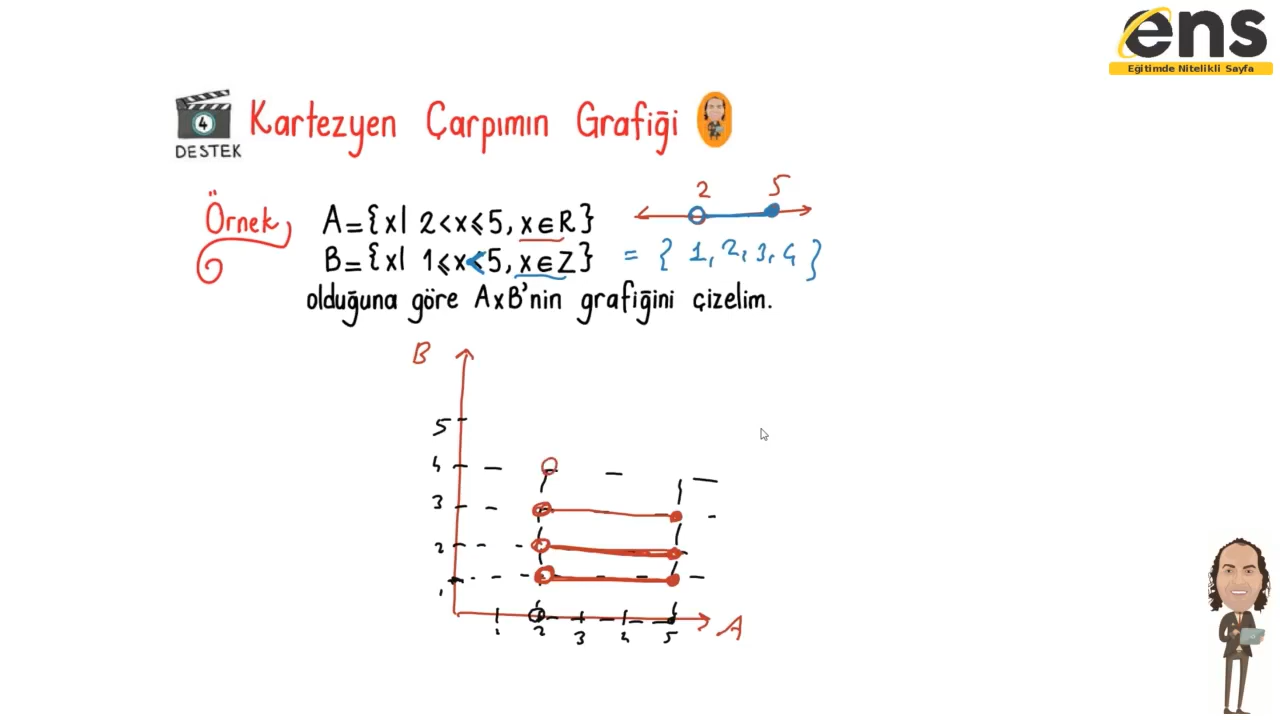 ens
Eğitimde Nitelikli Sayfa
4
DESTEK
Kartezyen Çarpımın Grafiği
Örnek
A={x| 2<x≤5, x∈R}
2 5
B={x| 1≤x<5, x∈Z} = { 1, 2, 3, 4 }
olduğuna göre AxB'nin grafiğini çizelim.
B
5
4
3
2
1
1 2 3 4 5 A